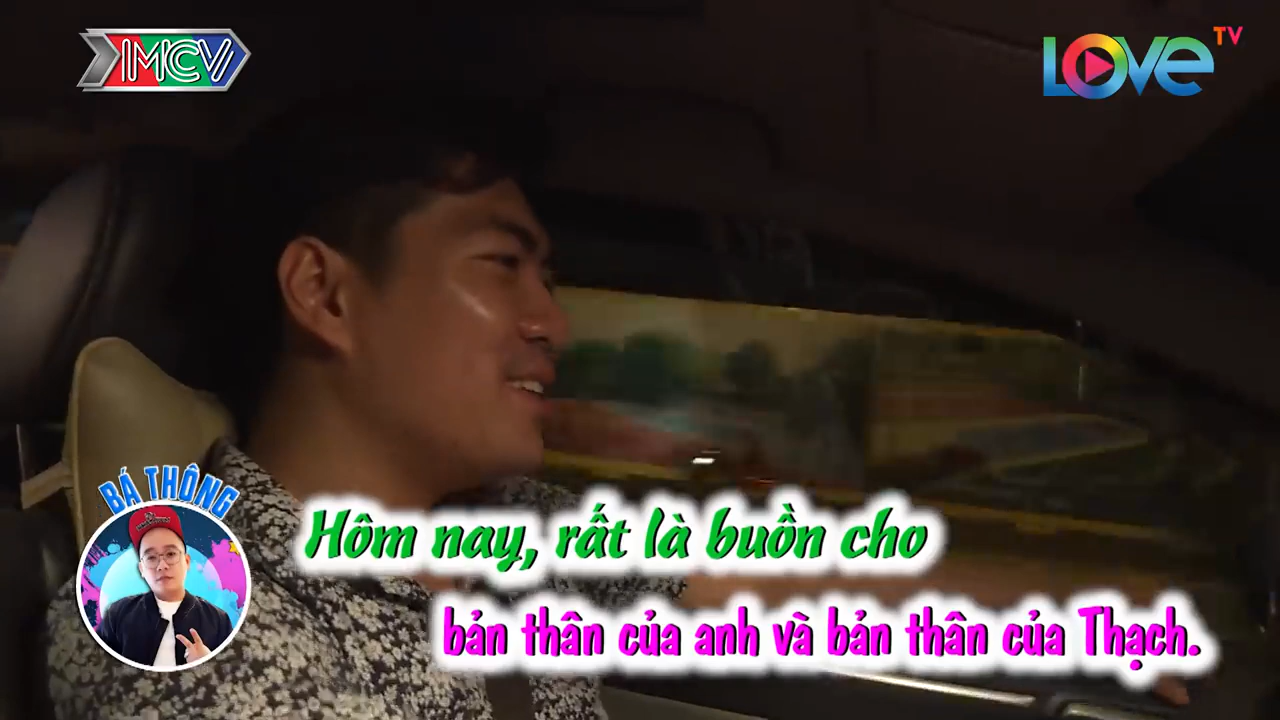 MCV
LOVE TV
BÁ THÔNG
Hôm nay, rất là buồn cho
bản thân của anh và bản thân của Thạch.